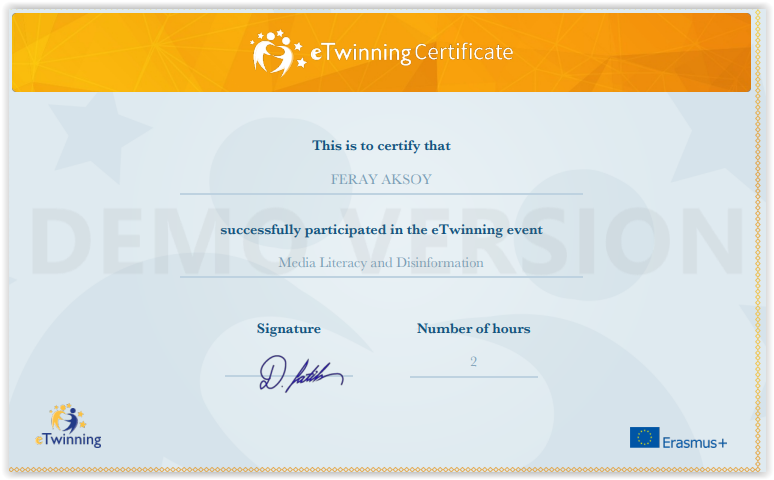 eTwinning Certificate
This is to certify that
FERAY AKSOY
successfully participated in the eTwinning event
DEMO VERSION
Media Literacy and Disinformation
Signature
Number of hours
D. Fatih
2
eTwinning
Erasmus+